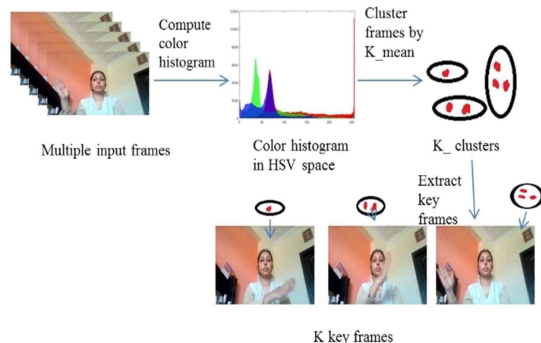 Compute
color
histogram
Cluster
frames by
K_mean
Multiple input frames
Color histogram
in HSV space
K_ clusters
Extract
key
frames
K key frames